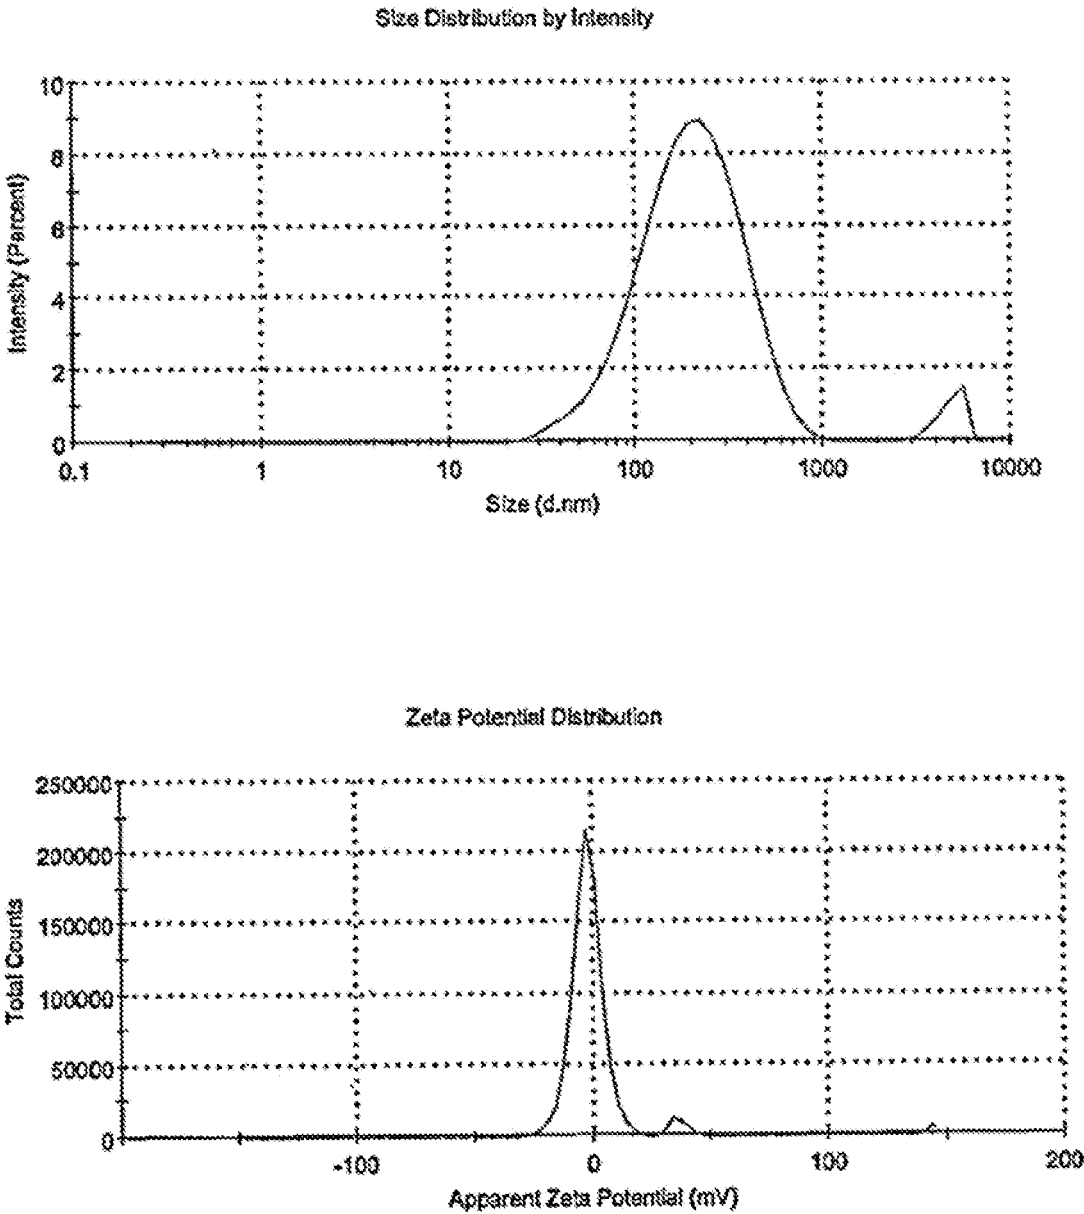 Size Distribution by Intensity
10
8
6
4
2
0
Intensity (Percent)
0.1 1 10 100 1000 10000
Size (d.nm)
Zeta Potential Distribution
250000
200000
150000
100000
50000
0
Total Counts
-100 0 100 200
Apparent Zeta Potential (mV)